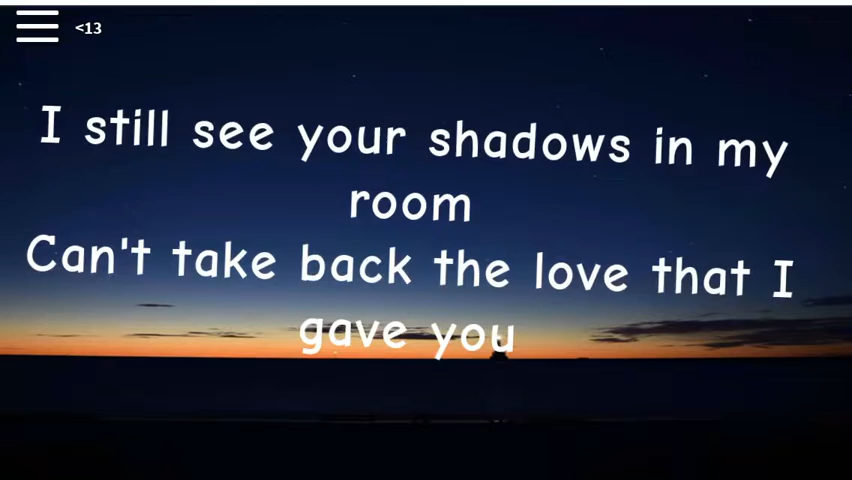 <13
I still see your shadows in my
room
Can't take back the love that I
gave you